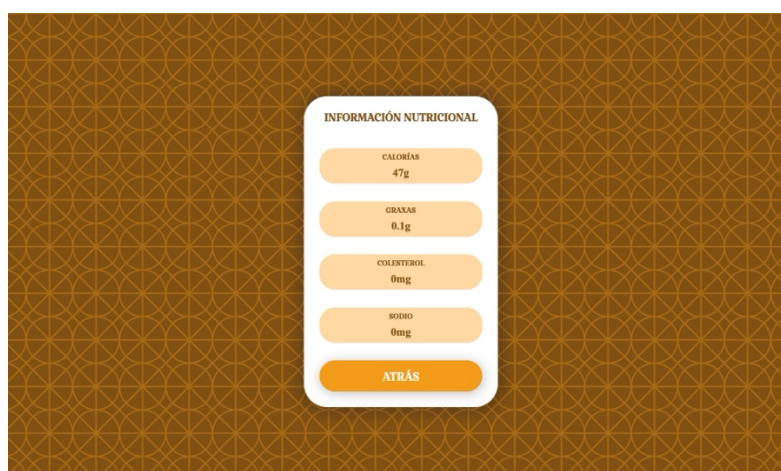 INFORMACIÓN NUTRICIONAL
CALORÍAS
47g
GRAXAS
0.1g
COLESTEROL
0mg
SODIO
0mg
ATRÁS